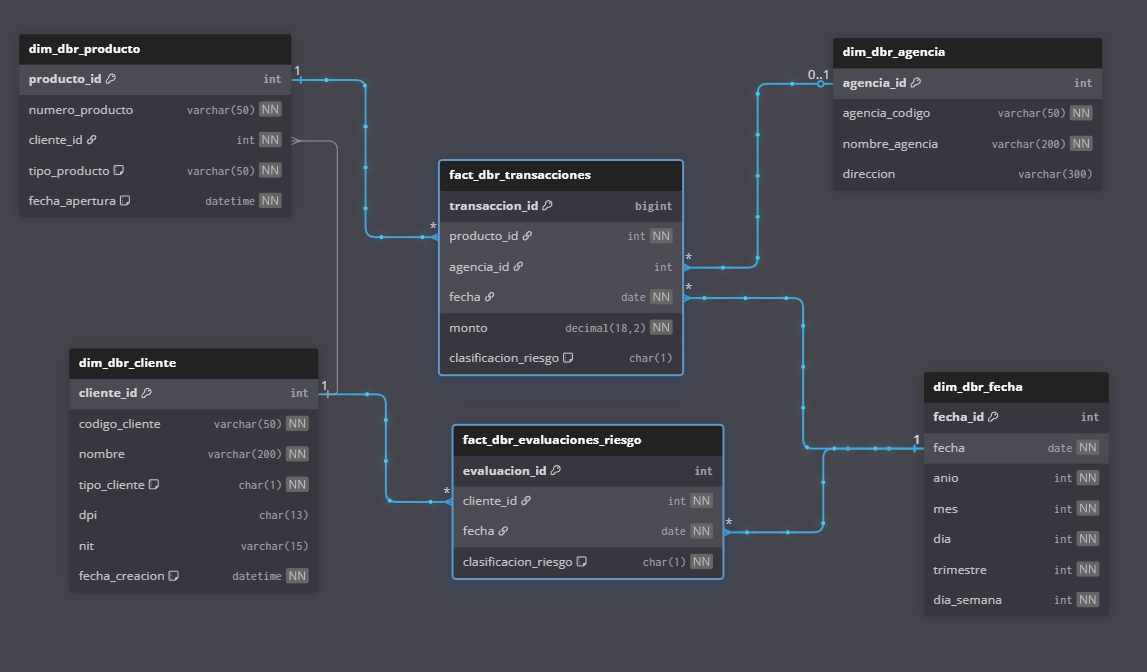 dim_dbr_producto
producto_id int
numero_producto varchar(50) NN
cliente_id int NN
tipo_producto varchar(50) NN
fecha_apertura datetime NN
1
*
dim_dbr_agencia
agencia_id int
agencia_codigo varchar(50) NN
nombre_agencia varchar(200) NN
direccion varchar(300)
0..1
*
fact_dbr_transacciones
transaccion_id bigint
producto_id int NN
agencia_id int
fecha date NN
monto decimal(18,2) NN
clasificacion_riesgo char(1)
*
dim_dbr_cliente
cliente_id int
codigo_cliente varchar(50) NN
nombre varchar(200) NN
tipo_cliente char(1) NN
dpi char(13)
nit varchar(15)
fecha_creacion datetime NN
1
*
fact_dbr_evaluaciones_riesgo
evaluacion_id int
cliente_id int NN
fecha date NN
clasificacion_riesgo char(1) NN
*
dim_dbr_fecha
fecha_id int
1
fecha date NN
anio int NN
mes int NN
dia int NN
trimestre int NN
dia_semana int NN